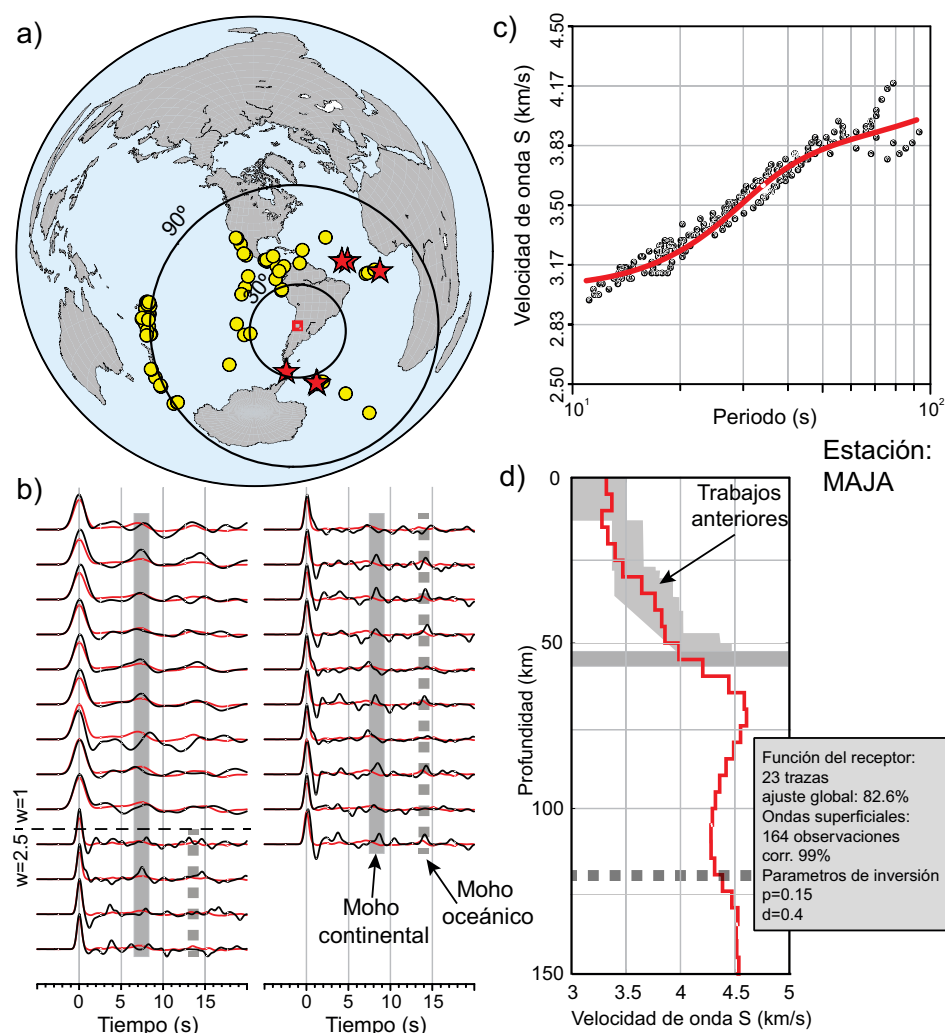 a)
90º
30º
c)
Velocidad de onda S (km/s)
4.50
4.17
3.83
3.50
3.17
2.83
2.50
10¹
10²
Periodo (s)
Estación:
MAJA
b)
w=1
w=2.5
Moho
continental
Moho
oceánico
0 5 10 15
Tiempo (s)
0 5 10 15
Tiempo (s)
d)
Trabajos
anteriores
Profundidad (km)
0
50
100
150
3 3.5 4 4.5 5
Velocidad de onda S (km/s)
Función del receptor:
23 trazas
ajuste global: 82.6%
Ondas superficiales:
164 observaciones
corr. 99%
Parametros de inversión
p=0.15
d=0.4